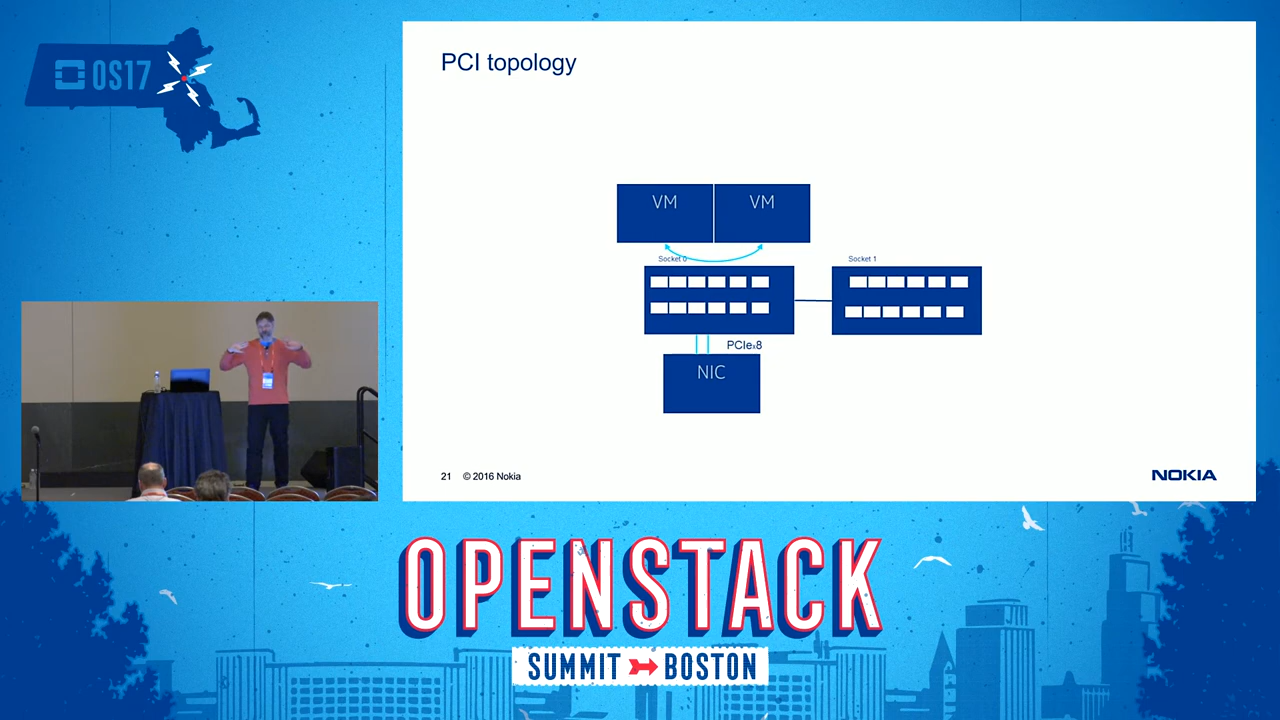 OS17
PCI topology
VM VM
Socket 0
Socket 1
PCIex8
NIC
21 © 2016 Nokia
NOKIA
OPENSTACK
SUMMIT BOSTON